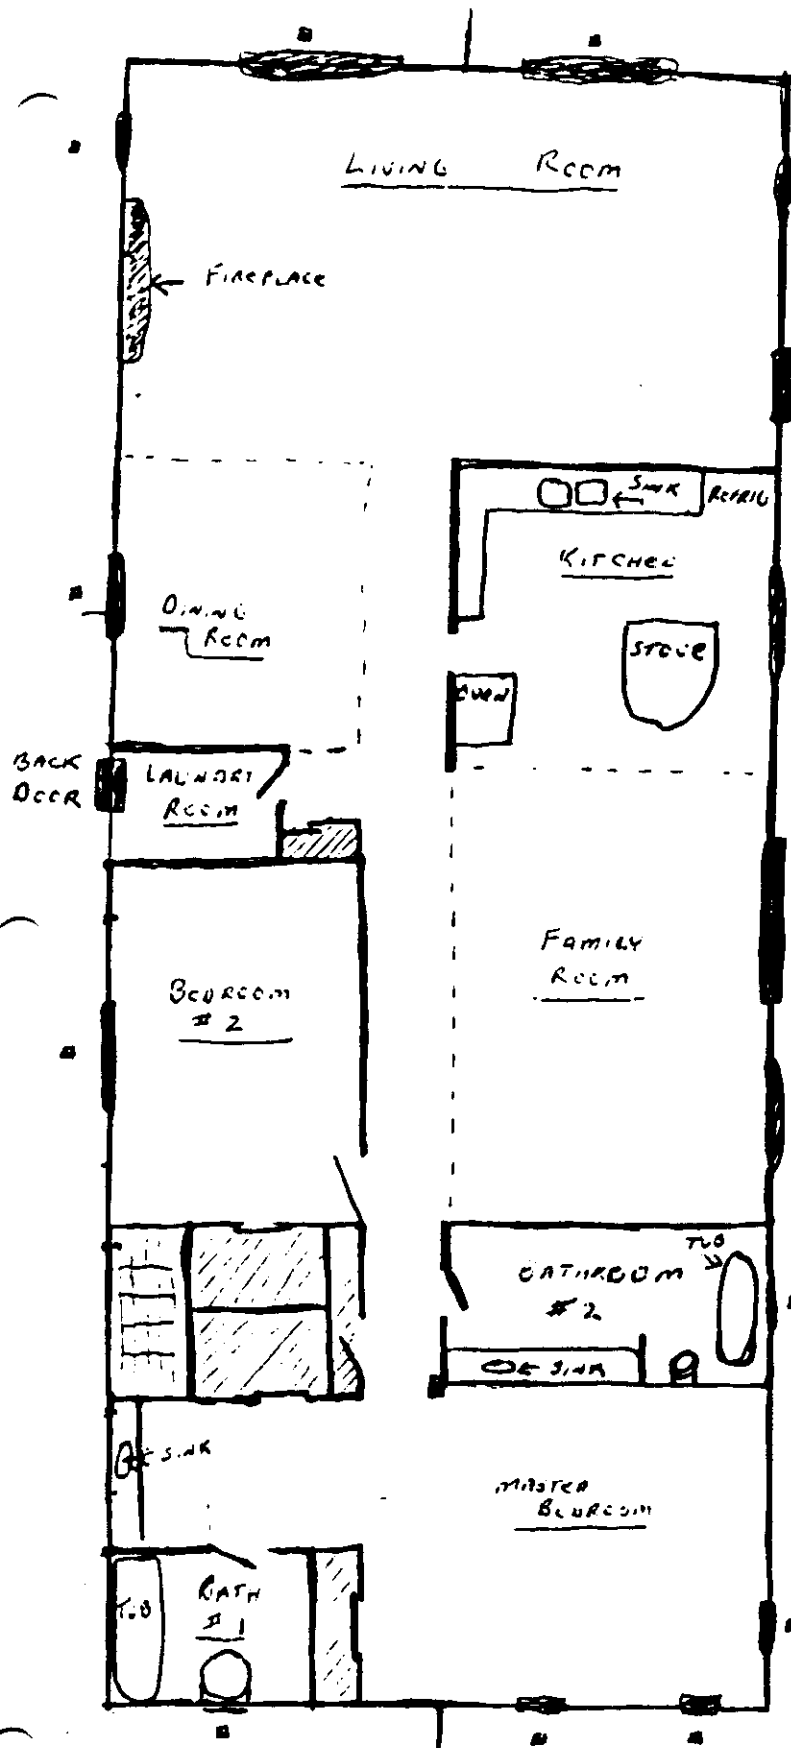 LIVING ROOM
FIREPLACE
SINK
REFRIG
KITCHEN
DINING
ROOM
STOVE
OVEN
BACK
DOOR
LAUNDRY
ROOM
FAMILY
ROOM
BEDROOM
# 2
TUB
BATHROOM
# 2
SINK
SINK
MASTER
BEDROOM
TUB
BATH
# 1